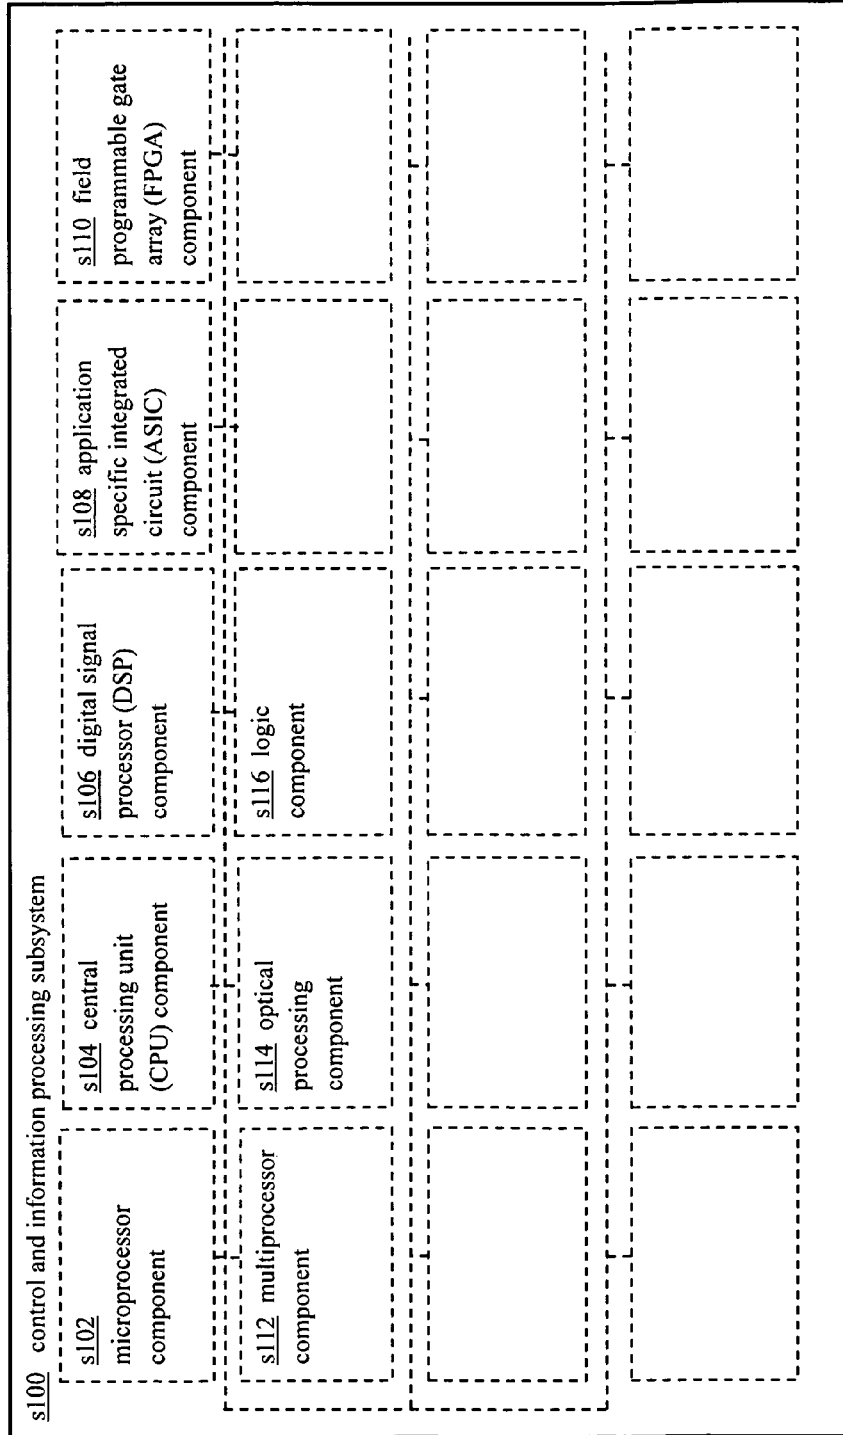 s100 control and information processing subsystem
s102
microprocessor
component
s104 central
processing unit
(CPU) component
s106 digital signal
processor (DSP)
component
s108 application
specific integrated
circuit (ASIC)
component
s110 field
programmable gate
array (FPGA)
component
s112 multiprocessor
component
s114 optical
processing
component
s116 logic
component